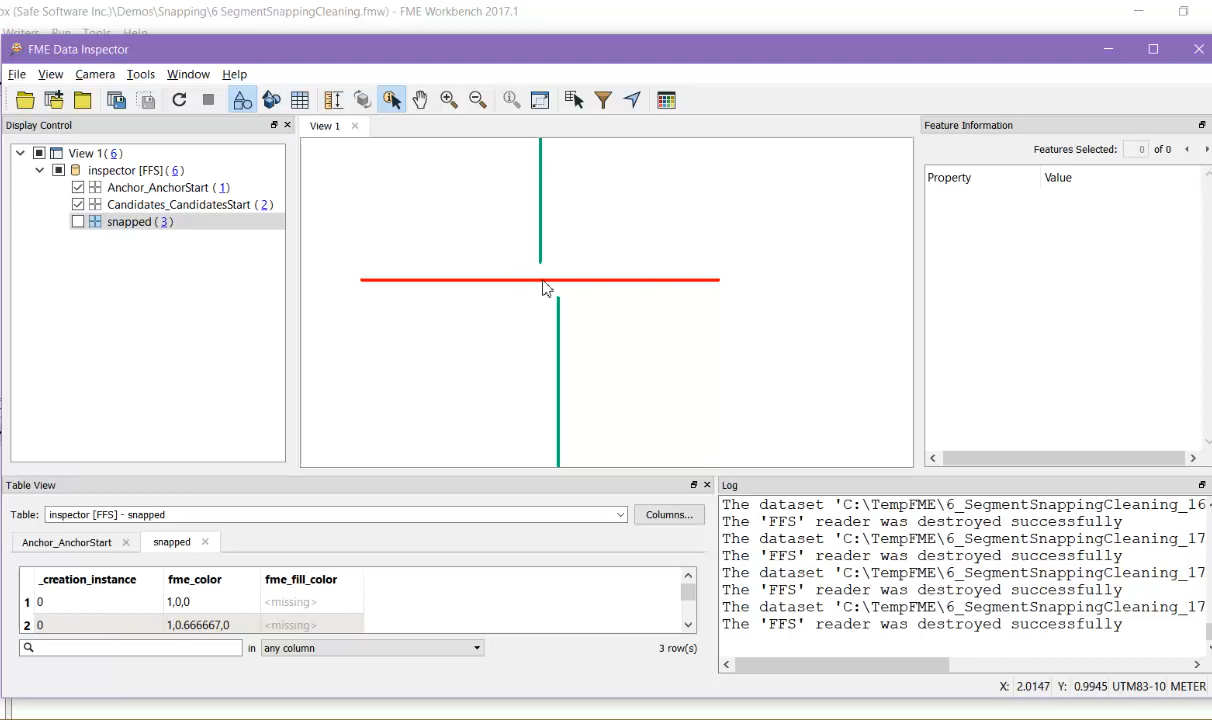 ox (Safe Software Inc.)\Demos\Snapping\6 SegmentSnappingCleaning.fmw) - FME Workbench 2017.1
Writers Run Tools Help
FME Data Inspector
File View Camera Tools Window Help
Display Control
View 1
Feature Information
View 1 (6)
inspector [FFS] (6)
Anchor_AnchorStart (1)
Candidates_CandidatesStart (2)
snapped (3)
Features Selected: 0 of 0
Property Value
Table View
Table: inspector [FFS] - snapped
Columns...
Anchor_AnchorStart snapped
_creation_instance fme_color fme_fill_color
1 0 1,0,0 <missing>
2 0 1,0.666667,0 <missing>
in any column 3 row(s)
Log
The dataset 'C:\TempFME\6_SegmentSnappingCleaning_16
The 'FFS' reader was destroyed successfully
The dataset 'C:\TempFME\6_SegmentSnappingCleaning_17
The 'FFS' reader was destroyed successfully
The dataset 'C:\TempFME\6_SegmentSnappingCleaning_17
The 'FFS' reader was destroyed successfully
The dataset 'C:\TempFME\6_SegmentSnappingCleaning_17
The 'FFS' reader was destroyed successfully
X: 2.0147 Y: 0.9945 UTM83-10 METER